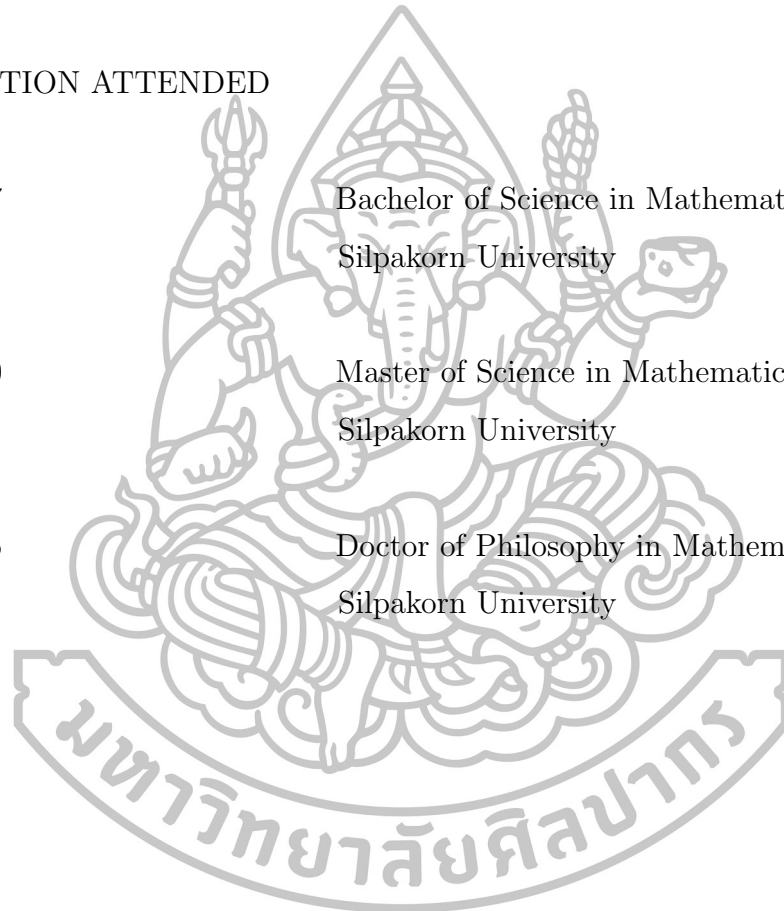 TION ATTENDED
Bachelor of Science in Mathemat
Silpakorn University
Master of Science in Mathematic
Silpakorn University
Doctor of Philosophy in Mathem
Silpakorn University
มหาวิทยาลัยศิลปากร